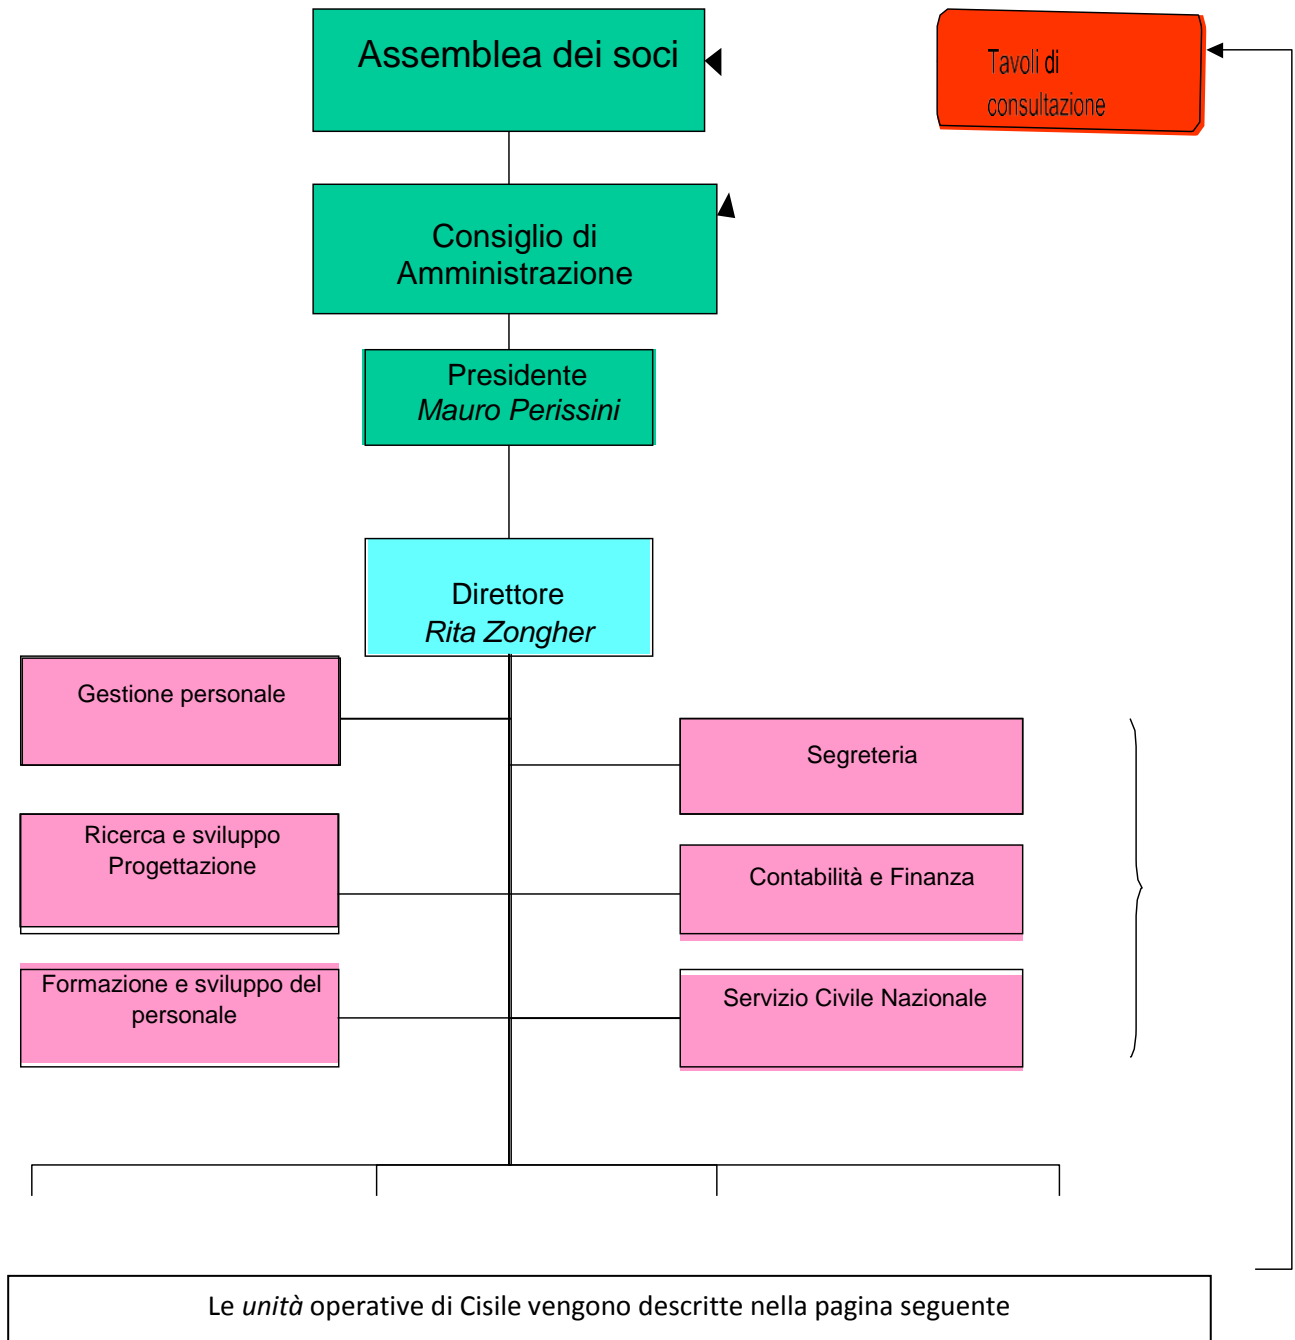 Assemblea dei soci
Tavoli di
consultazione
Consiglio di
Amministrazione
Presidente
Mauro Perissini
Direttore
Rita Zongher
Gestione personale
Segreteria
Ricerca e sviluppo
Progettazione
Contabilità e Finanza
Formazione e sviluppo del
personale
Servizio Civile Nazionale
Le unità operative di Cisile vengono descritte nella pagina seguente